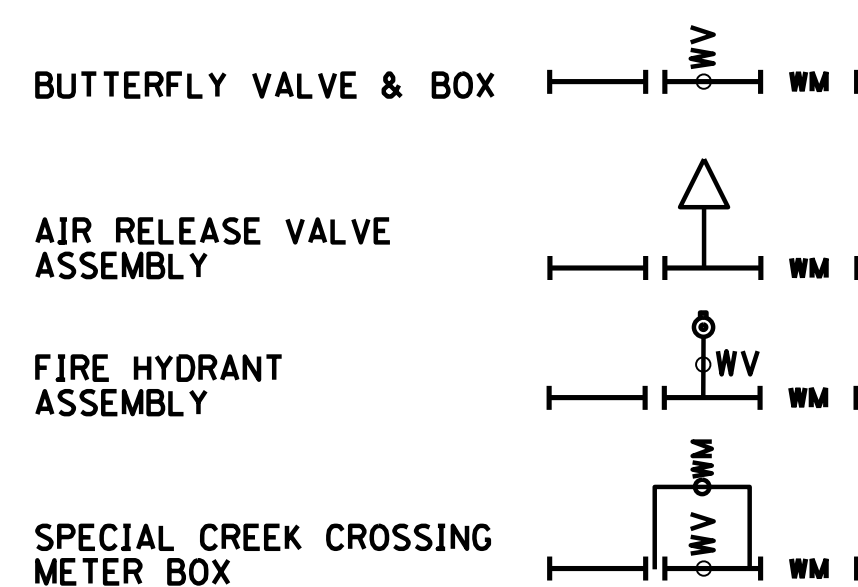 WV
BUTTERFLY VALVE & BOX WM
AIR RELEASE VALVE
ASSEMBLY WM
FIRE HYDRANT WV
ASSEMBLY WM
WM
SPECIAL CREEK CROSSING WV
METER BOX WM